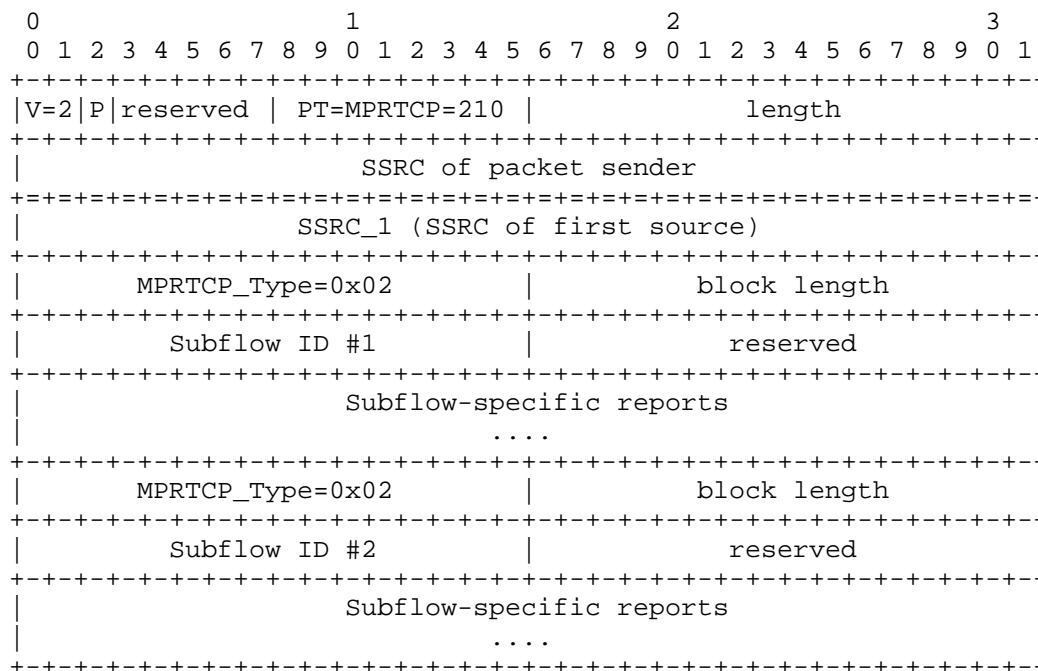 0                   1                   2                   3
 0 1 2 3 4 5 6 7 8 9 0 1 2 3 4 5 6 7 8 9 0 1 2 3 4 5 6 7 8 9 0 1
+-+-+-+-+-+-+-+-+-+-+-+-+-+-+-+-+-+-+-+-+-+-+-+-+-+-+-+-+-+-+-+-
|V=2|P|reserved | PT=MPRTCP=210 |             length
+-+-+-+-+-+-+-+-+-+-+-+-+-+-+-+-+-+-+-+-+-+-+-+-+-+-+-+-+-+-+-+-
|                     SSRC of packet sender
+=+=+=+=+=+=+=+=+=+=+=+=+=+=+=+=+=+=+=+=+=+=+=+=+=+=+=+=+=+=+=+=
|                 SSRC_1 (SSRC of first source)
+-+-+-+-+-+-+-+-+-+-+-+-+-+-+-+-+-+-+-+-+-+-+-+-+-+-+-+-+-+-+-+-
|       MPRTCP_Type=0x02        |          block length
+-+-+-+-+-+-+-+-+-+-+-+-+-+-+-+-+-+-+-+-+-+-+-+-+-+-+-+-+-+-+-+-
|         Subflow ID #1         |            reserved
+-+-+-+-+-+-+-+-+-+-+-+-+-+-+-+-+-+-+-+-+-+-+-+-+-+-+-+-+-+-+-+-
|                    Subflow-specific reports
|                             ....
+-+-+-+-+-+-+-+-+-+-+-+-+-+-+-+-+-+-+-+-+-+-+-+-+-+-+-+-+-+-+-+-
|       MPRTCP_Type=0x02        |          block length
+-+-+-+-+-+-+-+-+-+-+-+-+-+-+-+-+-+-+-+-+-+-+-+-+-+-+-+-+-+-+-+-
|         Subflow ID #2         |            reserved
+-+-+-+-+-+-+-+-+-+-+-+-+-+-+-+-+-+-+-+-+-+-+-+-+-+-+-+-+-+-+-+-
|                    Subflow-specific reports
|                             ....
+-+-+-+-+-+-+-+-+-+-+-+-+-+-+-+-+-+-+-+-+-+-+-+-+-+-+-+-+-+-+-+-